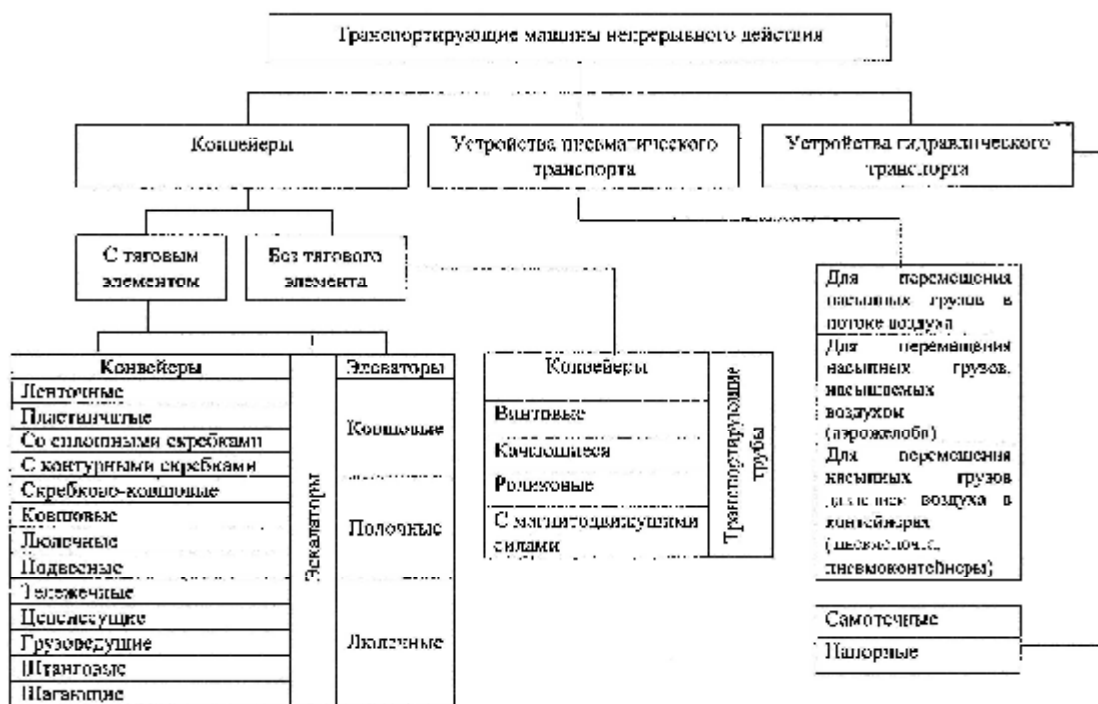 Транспортирующие машины непрерывного действия
Конвейеры
Устройства пневматического
транспорта
Устройства гидравлического
транспорта
С тяговым
элементом
Без тягового
элемента
Конвейеры
Ленточные
Пластинчатые
Со сплошными скребками
С контурными скребками
Скребково-ковшовые
Ковшовые
Люлечные
Подвесные
Тележечные
Цепенесущие
Грузоведущие
Штанговые
Шагающие
Эскалаторы
Элеваторы
Ковшовые
Полочные
Люлечные
Конвейеры
Винтовые
Качающиеся
Роликовые
С магнитодвижущими
силами
Транспортирующие
трубы
Для перемещения
насыпных грузов в
потоке воздуха
Для перемещения
насыпных грузов,
насыщаемых
воздухом
(аэрожелоба)
Для перемещения
насыпных грузов
воздуха в
контейнерах
(пневмопочта,
пневмоконтейнеры)
Самотечные
Напорные